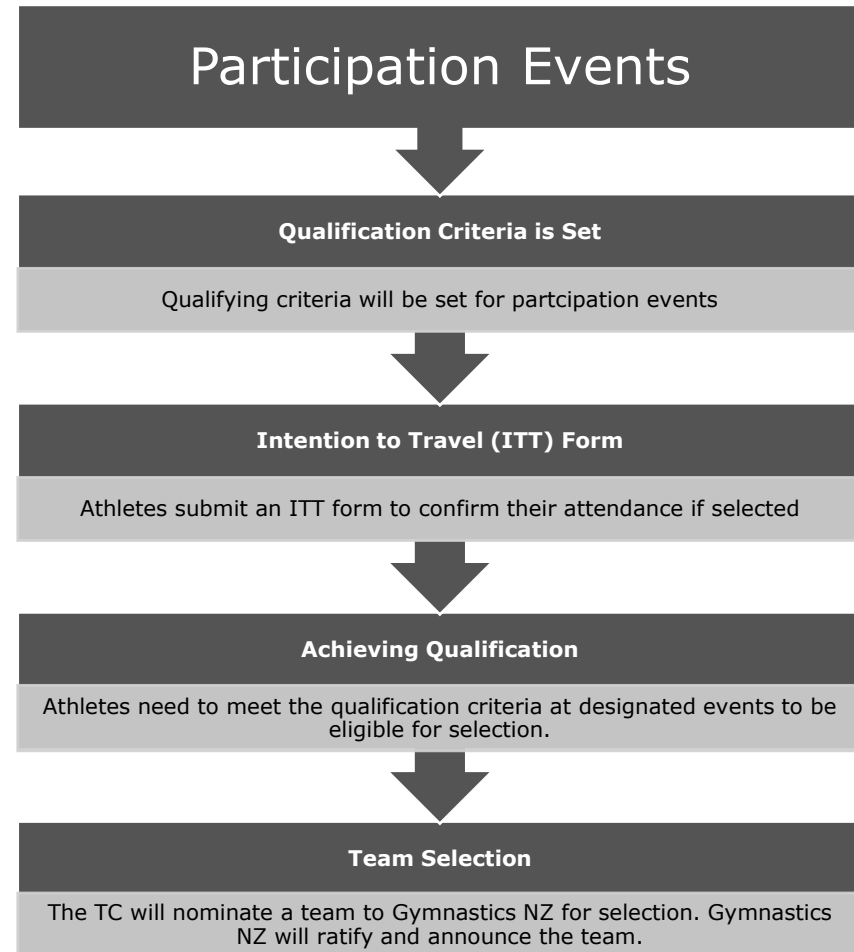 Participation Events
Qualification Criteria is Set
Qualifying criteria will be set for partcipation events
Intention to Travel (ITT) Form
Athletes submit an ITT form to confirm their attendance if selected
Achieving Qualification
Athletes need to meet the qualification criteria at designated events to be
eligible for selection.
Team Selection
The TC will nominate a team to Gymnastics NZ for selection. Gymnastics
NZ will ratify and announce the team.